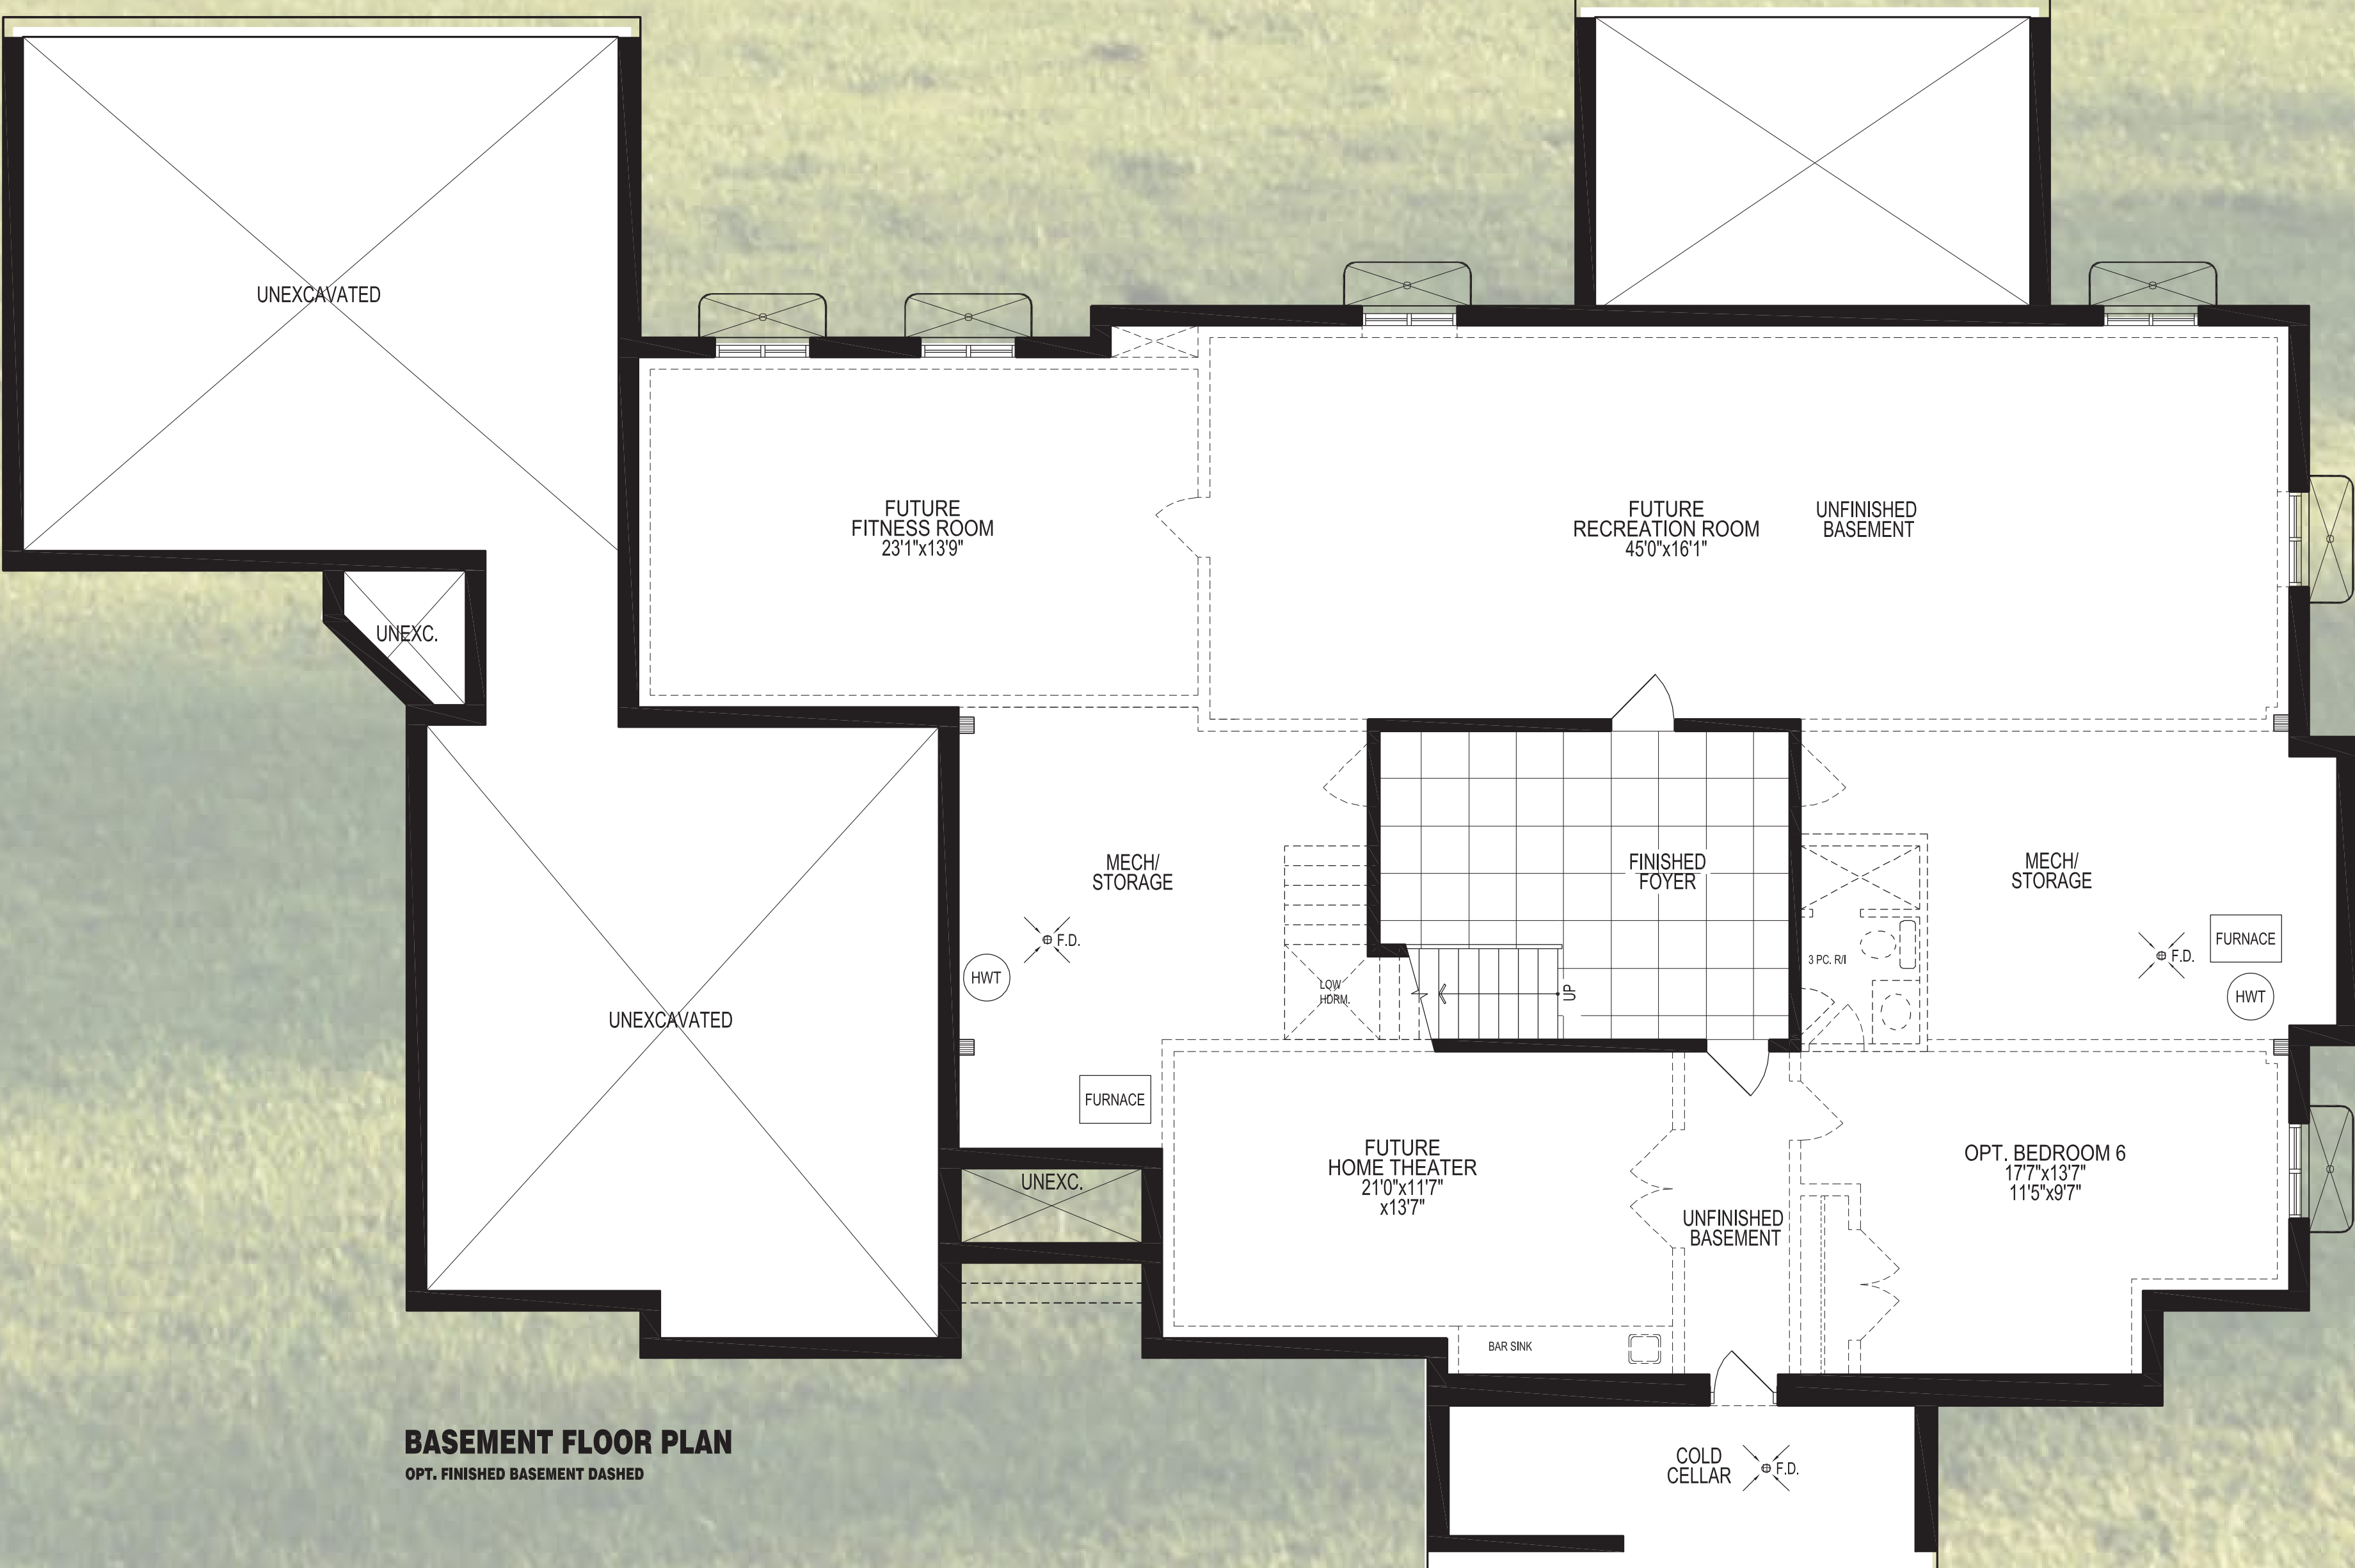 UNEXCAVATED
FUTURE
FITNESS ROOM
23'1"x13'9"
FUTURE
RECREATION ROOM
45'0"x16'1"
UNFINISHED
BASEMENT
UNEXC.
MECH/
STORAGE
FINISHED
FOYER
MECH/
STORAGE
F.D.
HWT
LOW
HDRM.
UP
3 PC. R/I
F.D.
FURNACE
HWT
UNEXCAVATED
FURNACE
UNEXC.
FUTURE
HOME THEATER
21'0"x11'7"
x13'7"
UNFINISHED
BASEMENT
OPT. BEDROOM 6
17'7"x13'7"
11'5"x9'7"
BAR SINK
COLD
CELLAR
F.D.
BASEMENT FLOOR PLAN
OPT. FINISHED BASEMENT DASHED